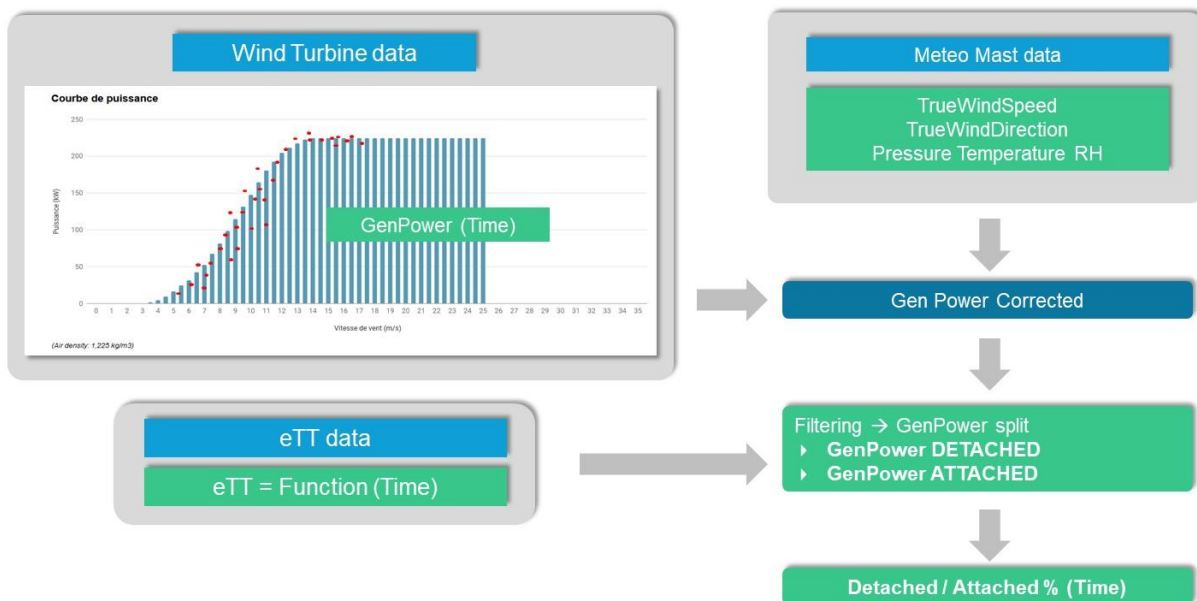 Wind Turbine data
Courbe de puissance
250
200
150
100
50
0
Puissance (kW)
GenPower (Time)
0 1 2 3 4 5 6 7 8 9 10 11 12 13 14 15 16 17 18 19 20 21 22 23 24 25 26 27 28 29 30 31 32 33 34 35
Vitesse de vent (m/s)
(Air density: 1,225 kg/m3)
Meteo Mast data
TrueWindSpeed
TrueWindDirection
Pressure Temperature RH
Gen Power Corrected
eTT data
eTT = Function (Time)
Filtering → GenPower split
GenPower DETACHED
GenPower ATTACHED
Detached / Attached % (Time)